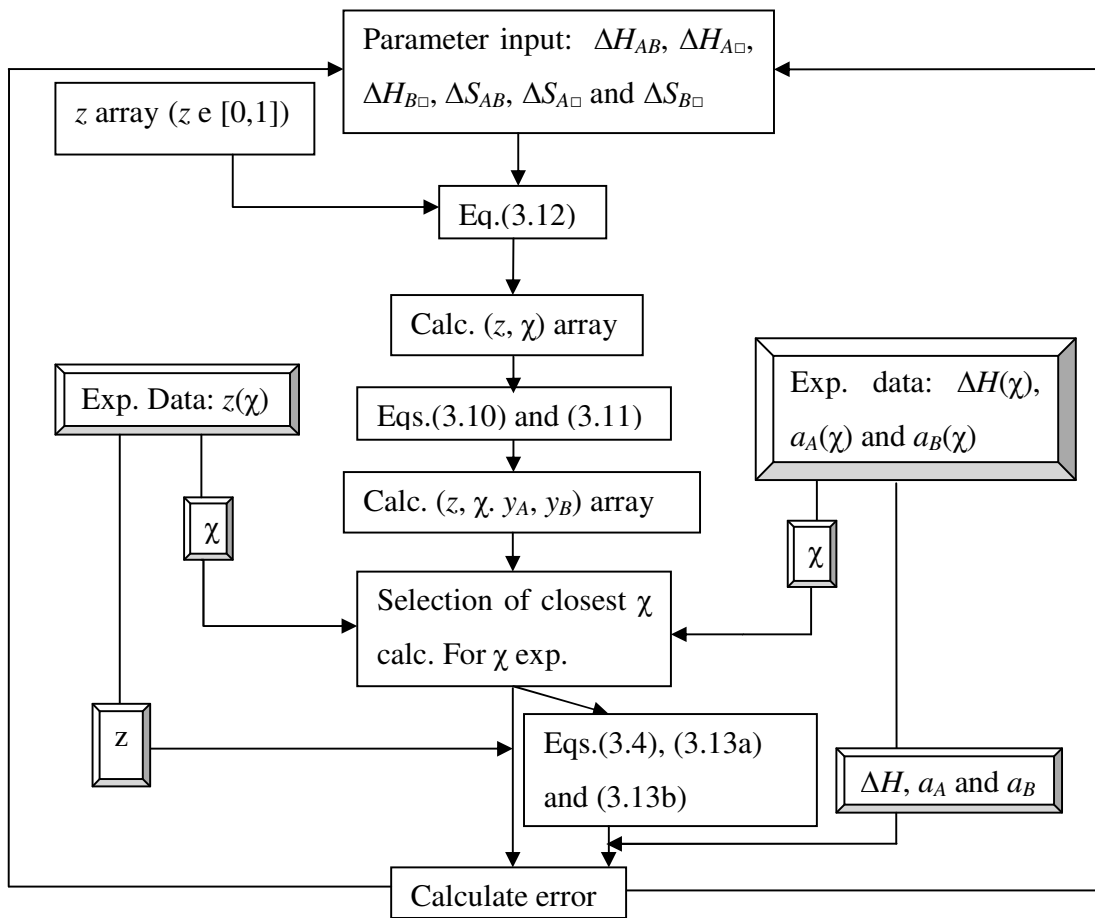 Parameter input: ΔH_AB, ΔH_A□,
ΔH_B□, ΔS_AB, ΔS_A□ and ΔS_B□
z array (z e [0,1])
Eq.(3.12)
Calc. (z, χ) array
Exp. Data: z(χ)
Exp. data: ΔH(χ),
a_A(χ) and a_B(χ)
Eqs.(3.10) and (3.11)
Calc. (z, χ. y_A, y_B) array
χ
χ
Selection of closest χ
calc. For χ exp.
z
Eqs.(3.4), (3.13a)
and (3.13b)
ΔH, a_A and a_B
Calculate error